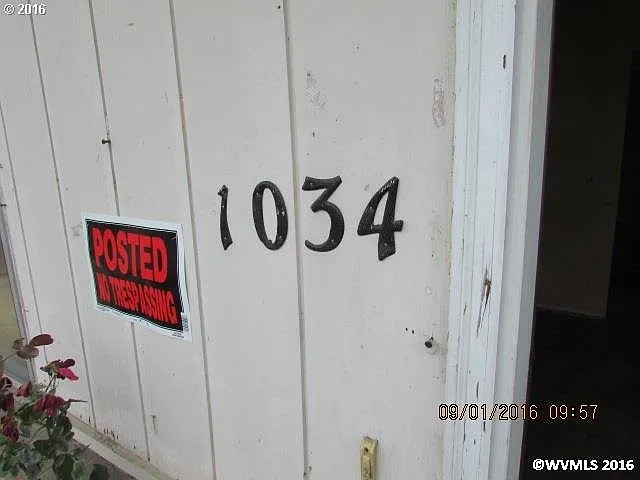 © 2016
1034
POSTED
NO TRESPASSING
09/01/2016 09:57
©WVMLS 2016